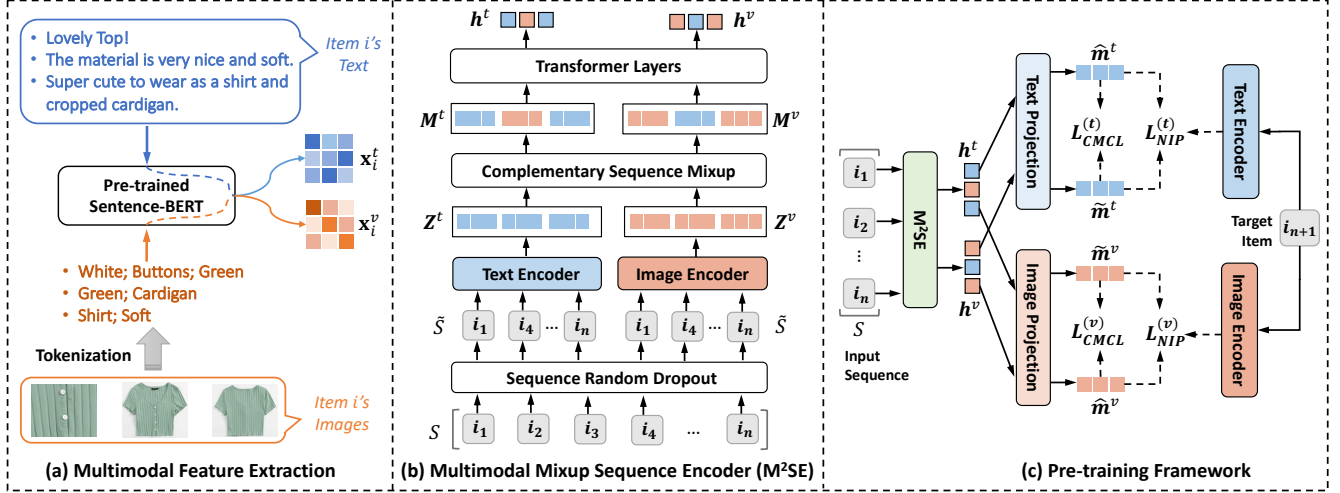 • Lovely Top!
• The material is very nice and soft.
• Super cute to wear as a shirt and
cropped cardigan.
Item i's
Text
Pre-trained
Sentence-BERT
x_i^t
x_i^v
• White; Buttons; Green
• Green; Cardigan
• Shirt; Soft
Tokenization
Item i's
Images
(a) Multimodal Feature Extraction
h^t
h^v
Transformer Layers
M^t
M^v
Complementary Sequence Mixup
Z^t
Z^v
Text Encoder
Image Encoder
S̃ i_1 i_4 ... i_n i_1 i_4 ... i_n S̃
Sequence Random Dropout
S i_1 i_2 i_3 i_4 ... i_n
(b) Multimodal Mixup Sequence Encoder (M²SE)
i_1
i_2
⋮
i_n
S
Input
Sequence
M²SE
h^t
h^v
Text Projection
Image Projection
m̂^t
L_CMCL^(t) L_NIP^(t)
m̃^t
m̃^v
L_CMCL^(v) L_NIP^(v)
m̂^v
Text Encoder
Target
Item
i_{n+1}
Image Encoder
(c) Pre-training Framework